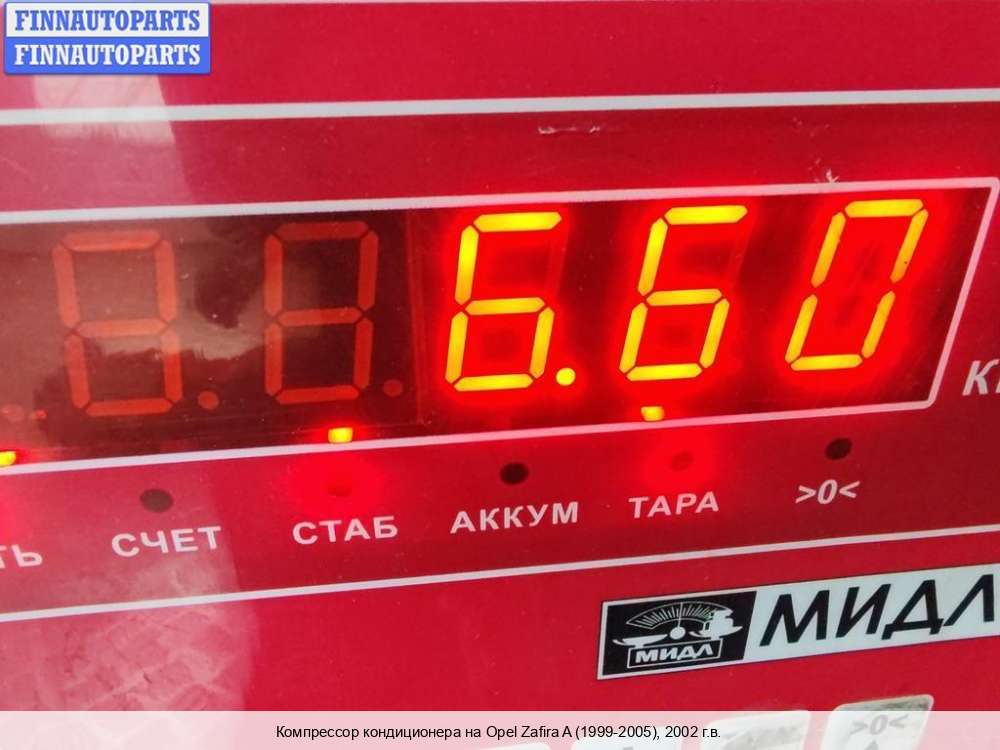 FINNAUTOPARTS
FINNAUTOPARTS
6.60
СЧЕТ СТАБ АККУМ ТАРА >0<
МИДЛ МИДЛ
>0<
Компрессор кондиционера на Opel Zafira A (1999-2005), 2002 г.в.